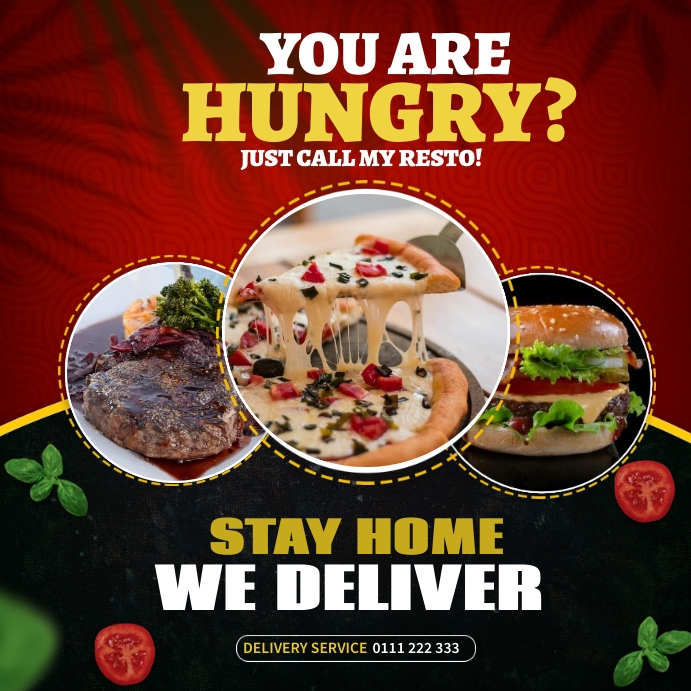 YOU ARE
HUNGRY?
JUST CALL MY RESTO!
STAY HOME
WE DELIVER
DELIVERY SERVICE 0111 222 333